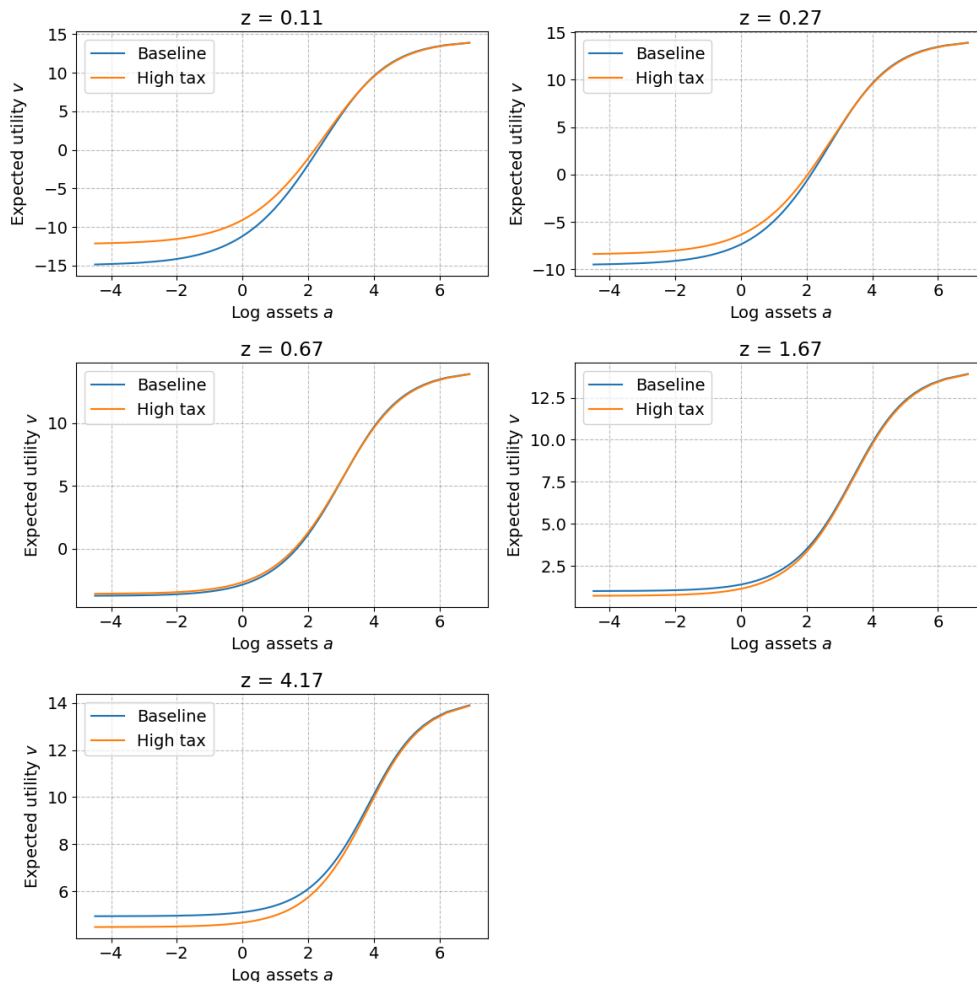 z = 0.11
15
10
5
0
−5
−10
−15
−4
−2
0
2
4
6
Expected utility v
Log assets a
Baseline
High tax
z = 0.27
15
10
5
0
−5
−10
−4
−2
0
2
4
6
Expected utility v
Log assets a
Baseline
High tax
z = 0.67
10
5
0
−4
−2
0
2
4
6
Expected utility v
Log assets a
Baseline
High tax
z = 1.67
12.5
10.0
7.5
5.0
2.5
−4
−2
0
2
4
6
Expected utility v
Log assets a
Baseline
High tax
z = 4.17
14
12
10
8
6
−4
−2
0
2
4
6
Expected utility v
Log assets a
Baseline
High tax